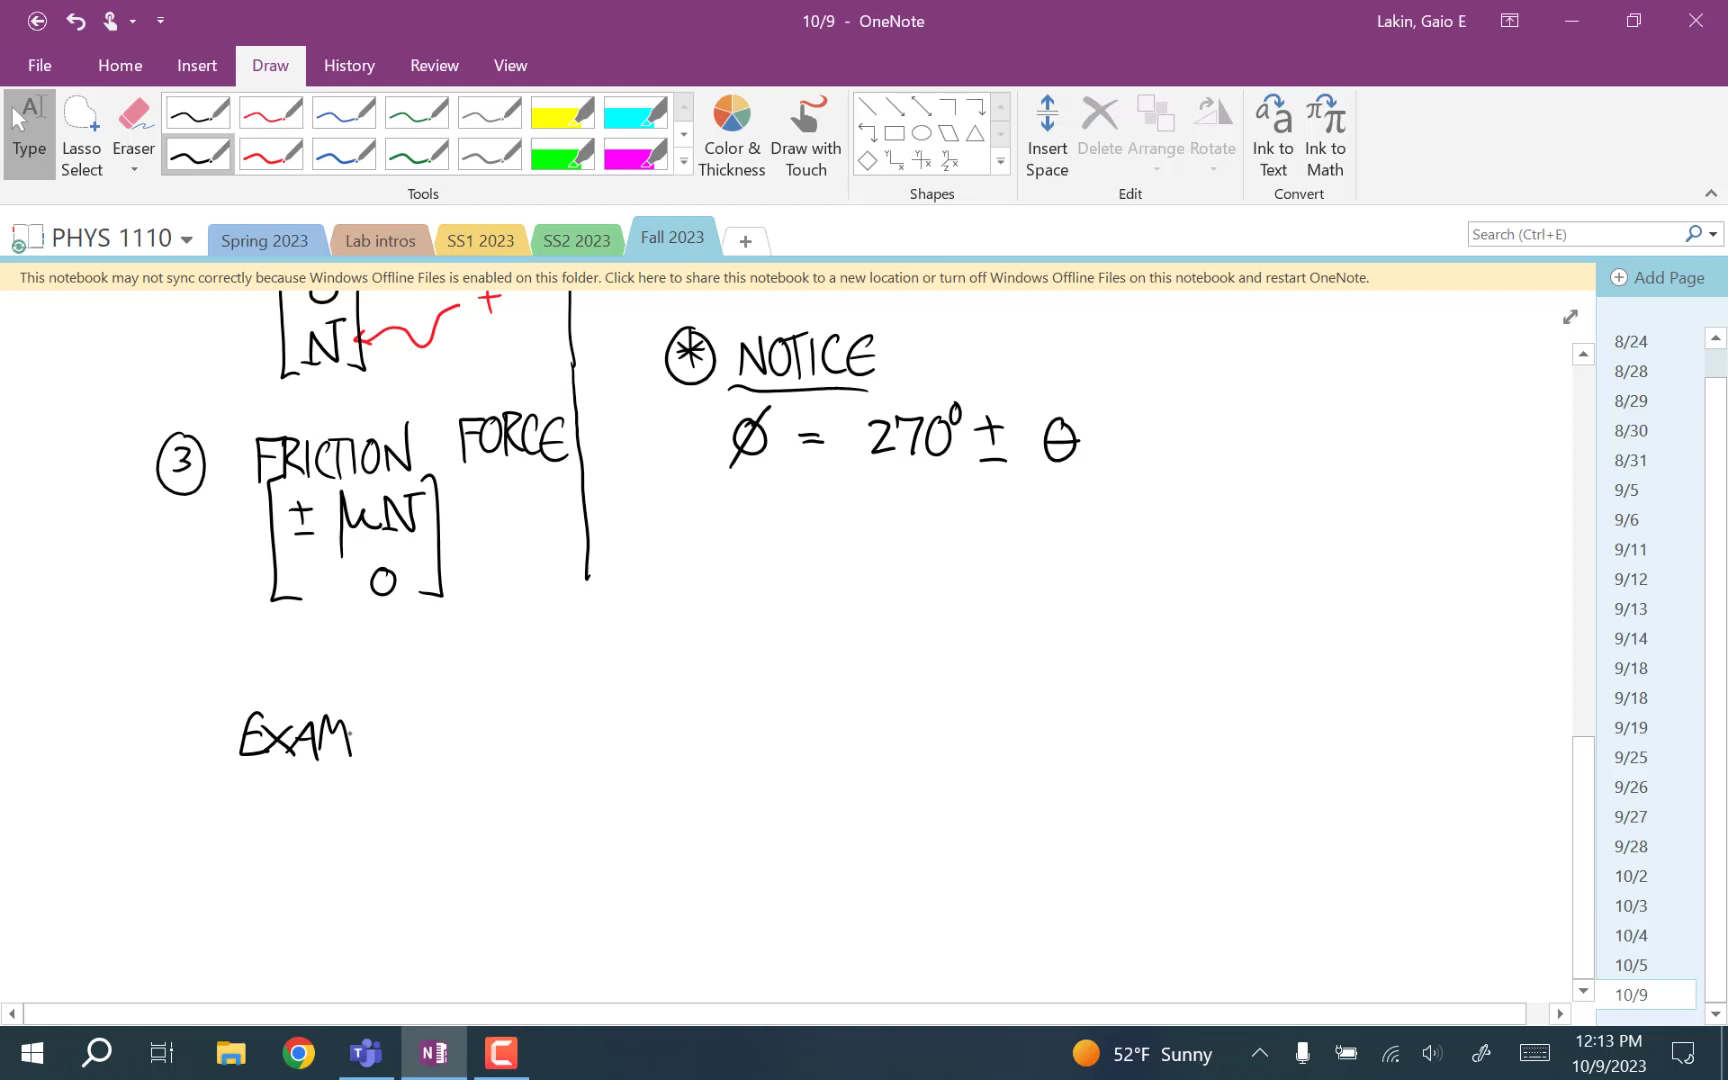 10/9 - OneNote
Lakin, Gaio E
File Home Insert Draw History Review View
Type
Lasso Select
Eraser
Color & Thickness
Draw with Touch
Insert Space
Delete
Arrange
Rotate
Ink to Text
Ink to Math
Tools
Shapes
Edit
Convert
PHYS 1110
Spring 2023
Lab intros
SS1 2023
SS2 2023
Fall 2023
Search (Ctrl+E)
This notebook may not sync correctly because Windows Offline Files is enabled on this folder. Click here to share this notebook to a new location or turn off Windows Offline Files on this notebook and restart OneNote.
Add Page
N
+
* NOTICE
Ø = 270° ± θ
3 FRICTION FORCE
± μN
0
EXAM
8/24
8/28
8/29
8/30
8/31
9/5
9/6
9/11
9/12
9/13
9/14
9/18
9/18
9/19
9/25
9/26
9/27
9/28
10/2
10/3
10/4
10/5
10/9
52°F Sunny
12:13 PM
10/9/2023